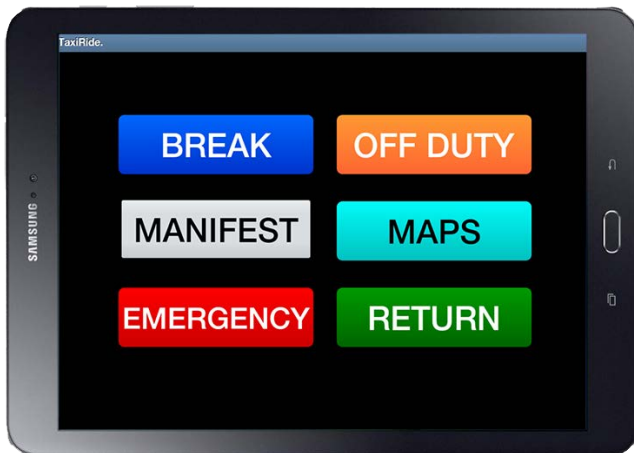 TaxiRide.
BREAK
OFF DUTY
MANIFEST
MAPS
EMERGENCY
RETURN
SAMSUNG